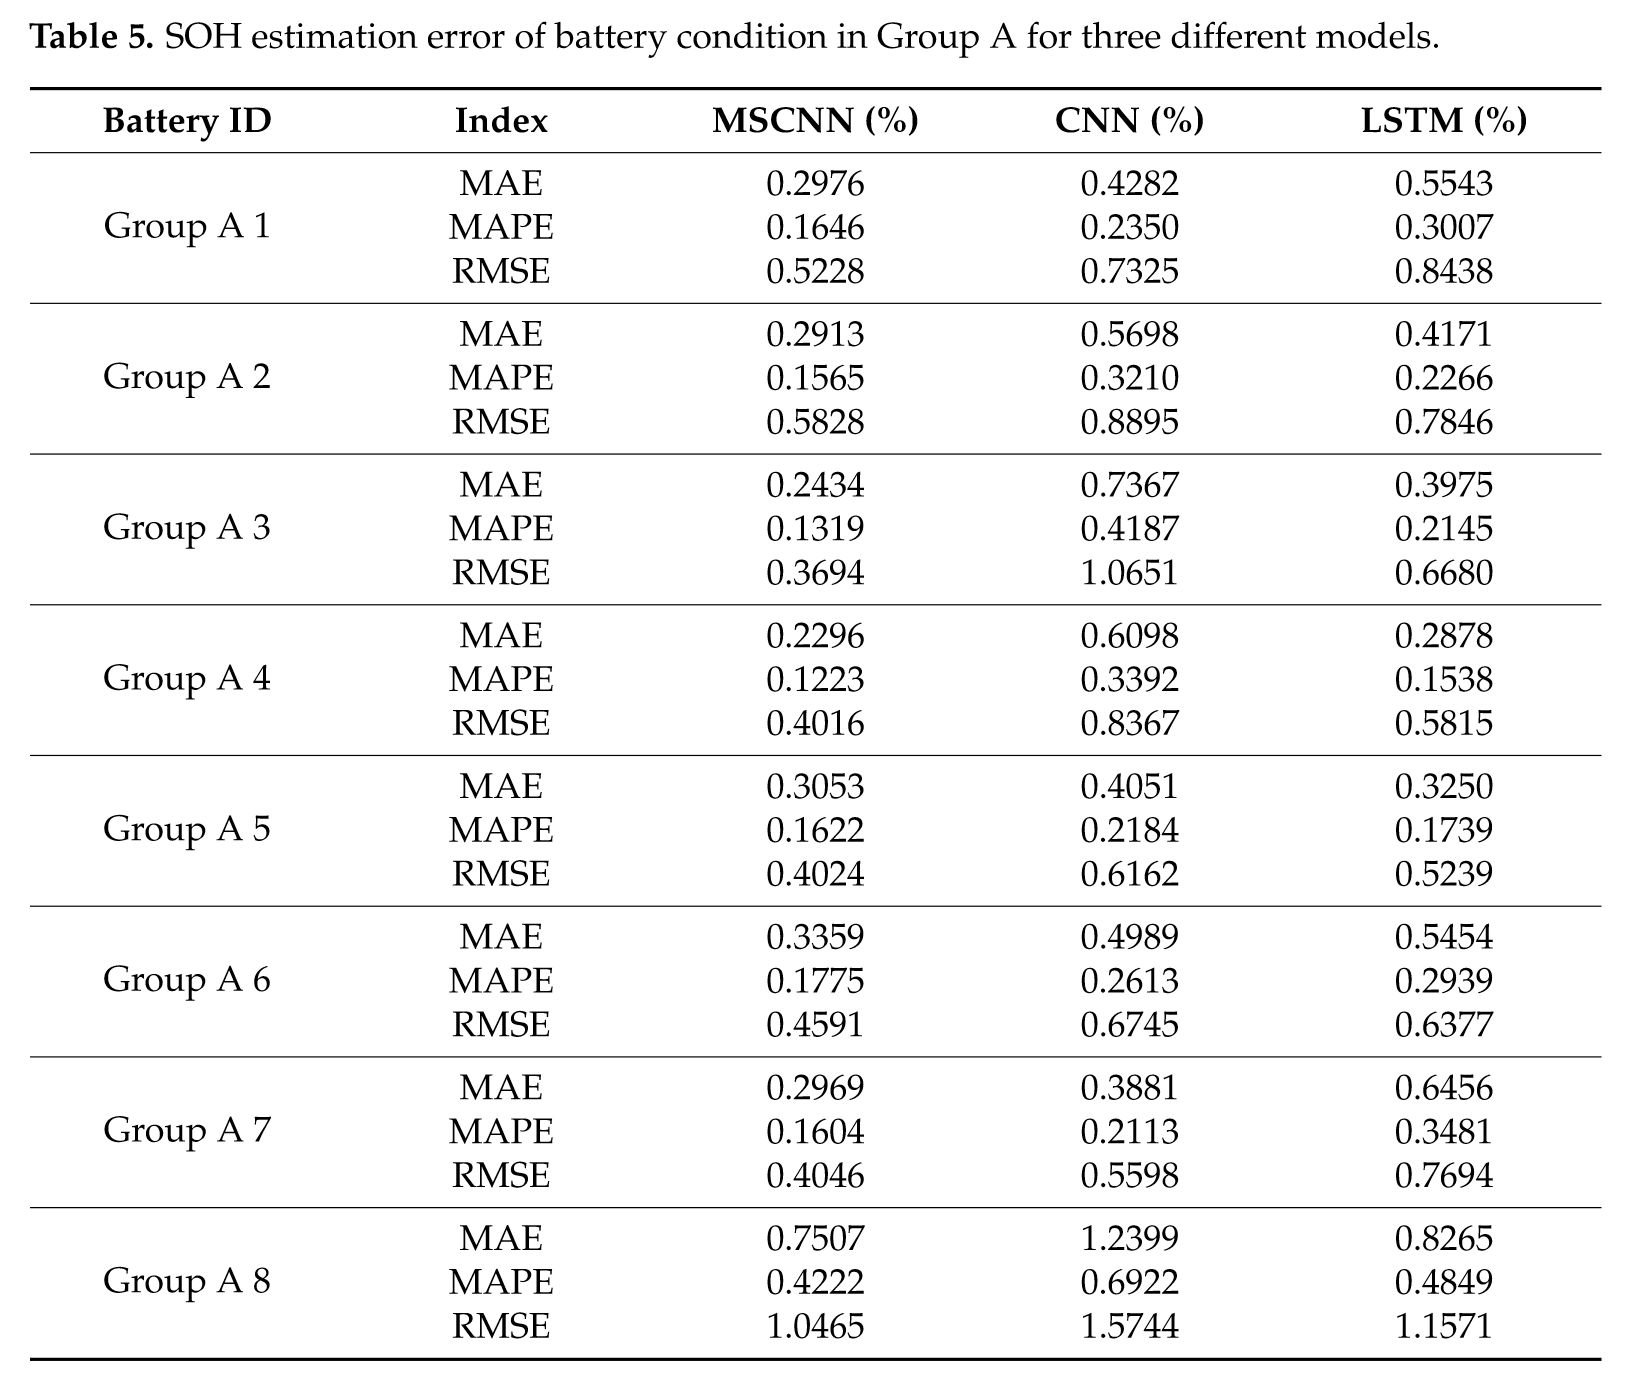 Table 5. SOH estimation error of battery condition in Group A for three different models.
Battery ID Index MSCNN (%) CNN (%) LSTM (%)
MAE 0.2976 0.4282 0.5543
Group A 1 MAPE 0.1646 0.2350 0.3007
RMSE 0.5228 0.7325 0.8438
MAE 0.2913 0.5698 0.4171
Group A 2 MAPE 0.1565 0.3210 0.2266
RMSE 0.5828 0.8895 0.7846
MAE 0.2434 0.7367 0.3975
Group A 3 MAPE 0.1319 0.4187 0.2145
RMSE 0.3694 1.0651 0.6680
MAE 0.2296 0.6098 0.2878
Group A 4 MAPE 0.1223 0.3392 0.1538
RMSE 0.4016 0.8367 0.5815
MAE 0.3053 0.4051 0.3250
Group A 5 MAPE 0.1622 0.2184 0.1739
RMSE 0.4024 0.6162 0.5239
MAE 0.3359 0.4989 0.5454
Group A 6 MAPE 0.1775 0.2613 0.2939
RMSE 0.4591 0.6745 0.6377
MAE 0.2969 0.3881 0.6456
Group A 7 MAPE 0.1604 0.2113 0.3481
RMSE 0.4046 0.5598 0.7694
MAE 0.7507 1.2399 0.8265
Group A 8 MAPE 0.4222 0.6922 0.4849
RMSE 1.0465 1.5744 1.1571